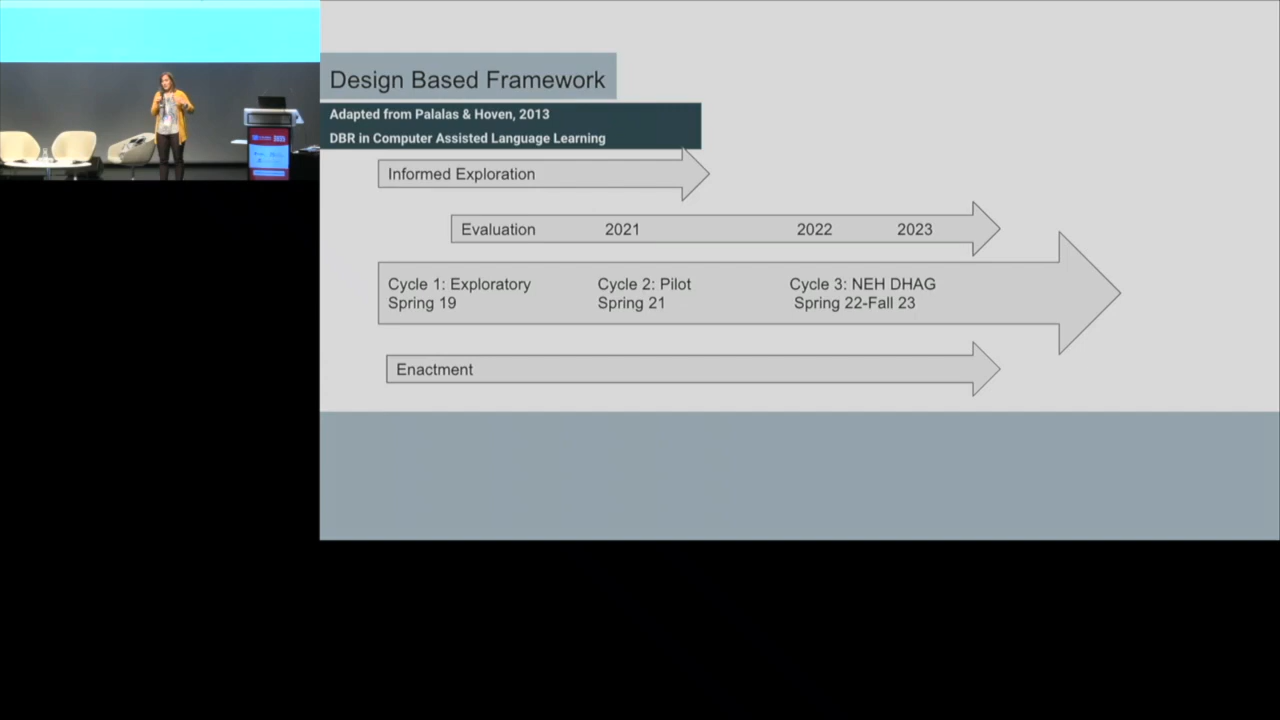 Design Based Framework
Adapted from Palalas & Hoven, 2013
DBR in Computer Assisted Language Learning
Informed Exploration
Evaluation 2021 2022 2023
Cycle 1: Exploratory Cycle 2: Pilot Cycle 3: NEH DHAG
Spring 19 Spring 21 Spring 22-Fall 23
Enactment